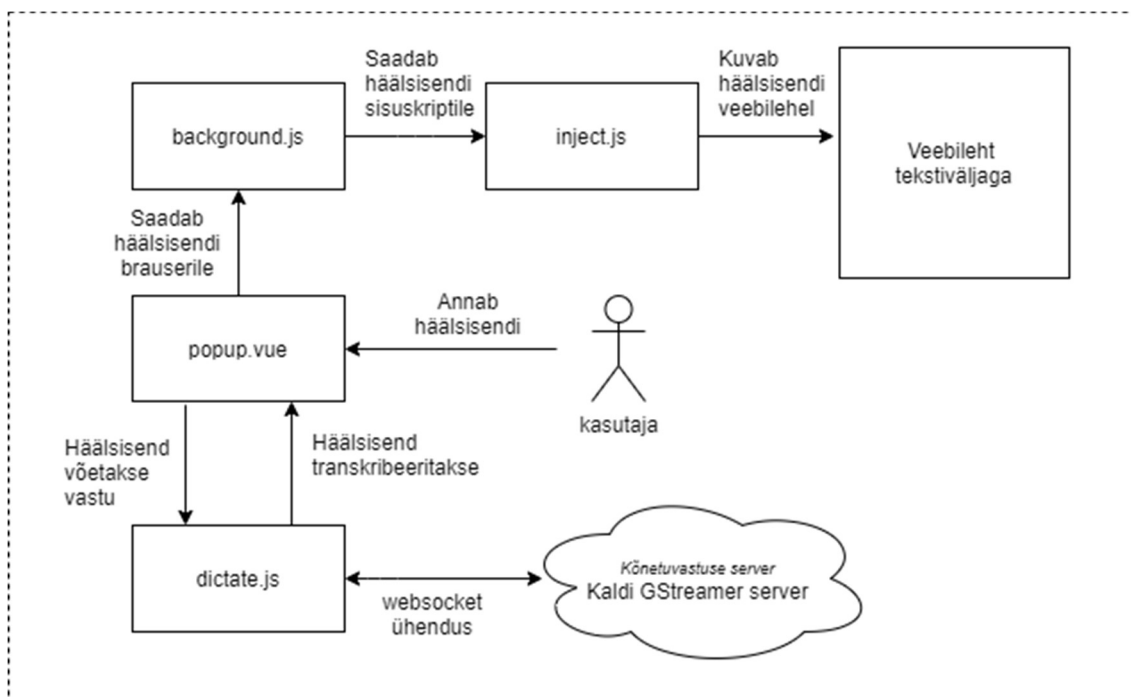 Saadab
häälsisendi
sisuskriptile
Kuvab
häälsisendi
veebilehel
background.js
inject.js
Veebileht
tekstiväljaga
Saadab
häälsisendi
brauserile
Annab
häälsisendi
popup.vue
kasutaja
Häälsisend
võetakse
vastu
Häälsisend
transkribeeritakse
dictate.js
websocket
ühendus
Kõnetuvastuse server
Kaldi GStreamer server